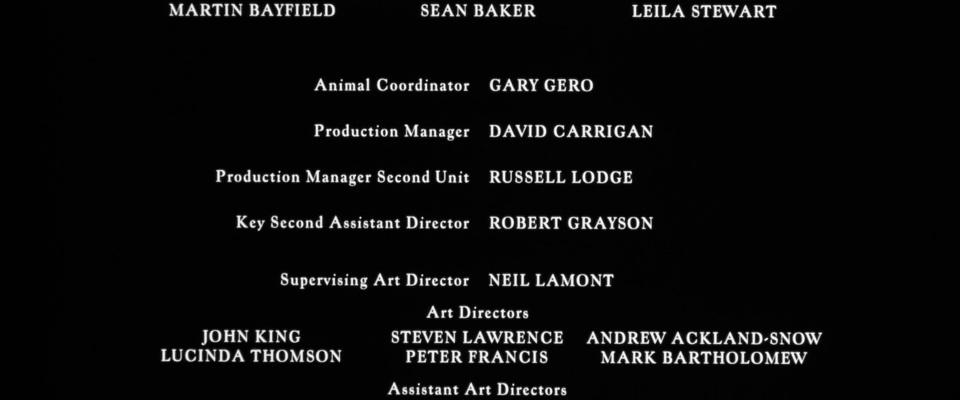 MARTIN BAYFIELD SEAN BAKER LEILA STEWART
Animal Coordinator GARY GERO
Production Manager DAVID CARRIGAN
Production Manager Second Unit RUSSELL LODGE
Key Second Assistant Director ROBERT GRAYSON
Supervising Art Director NEIL LAMONT
Art Directors
JOHN KING STEVEN LAWRENCE ANDREW ACKLAND-SNOW
LUCINDA THOMSON PETER FRANCIS MARK BARTHOLOMEW
Assistant Art Directors